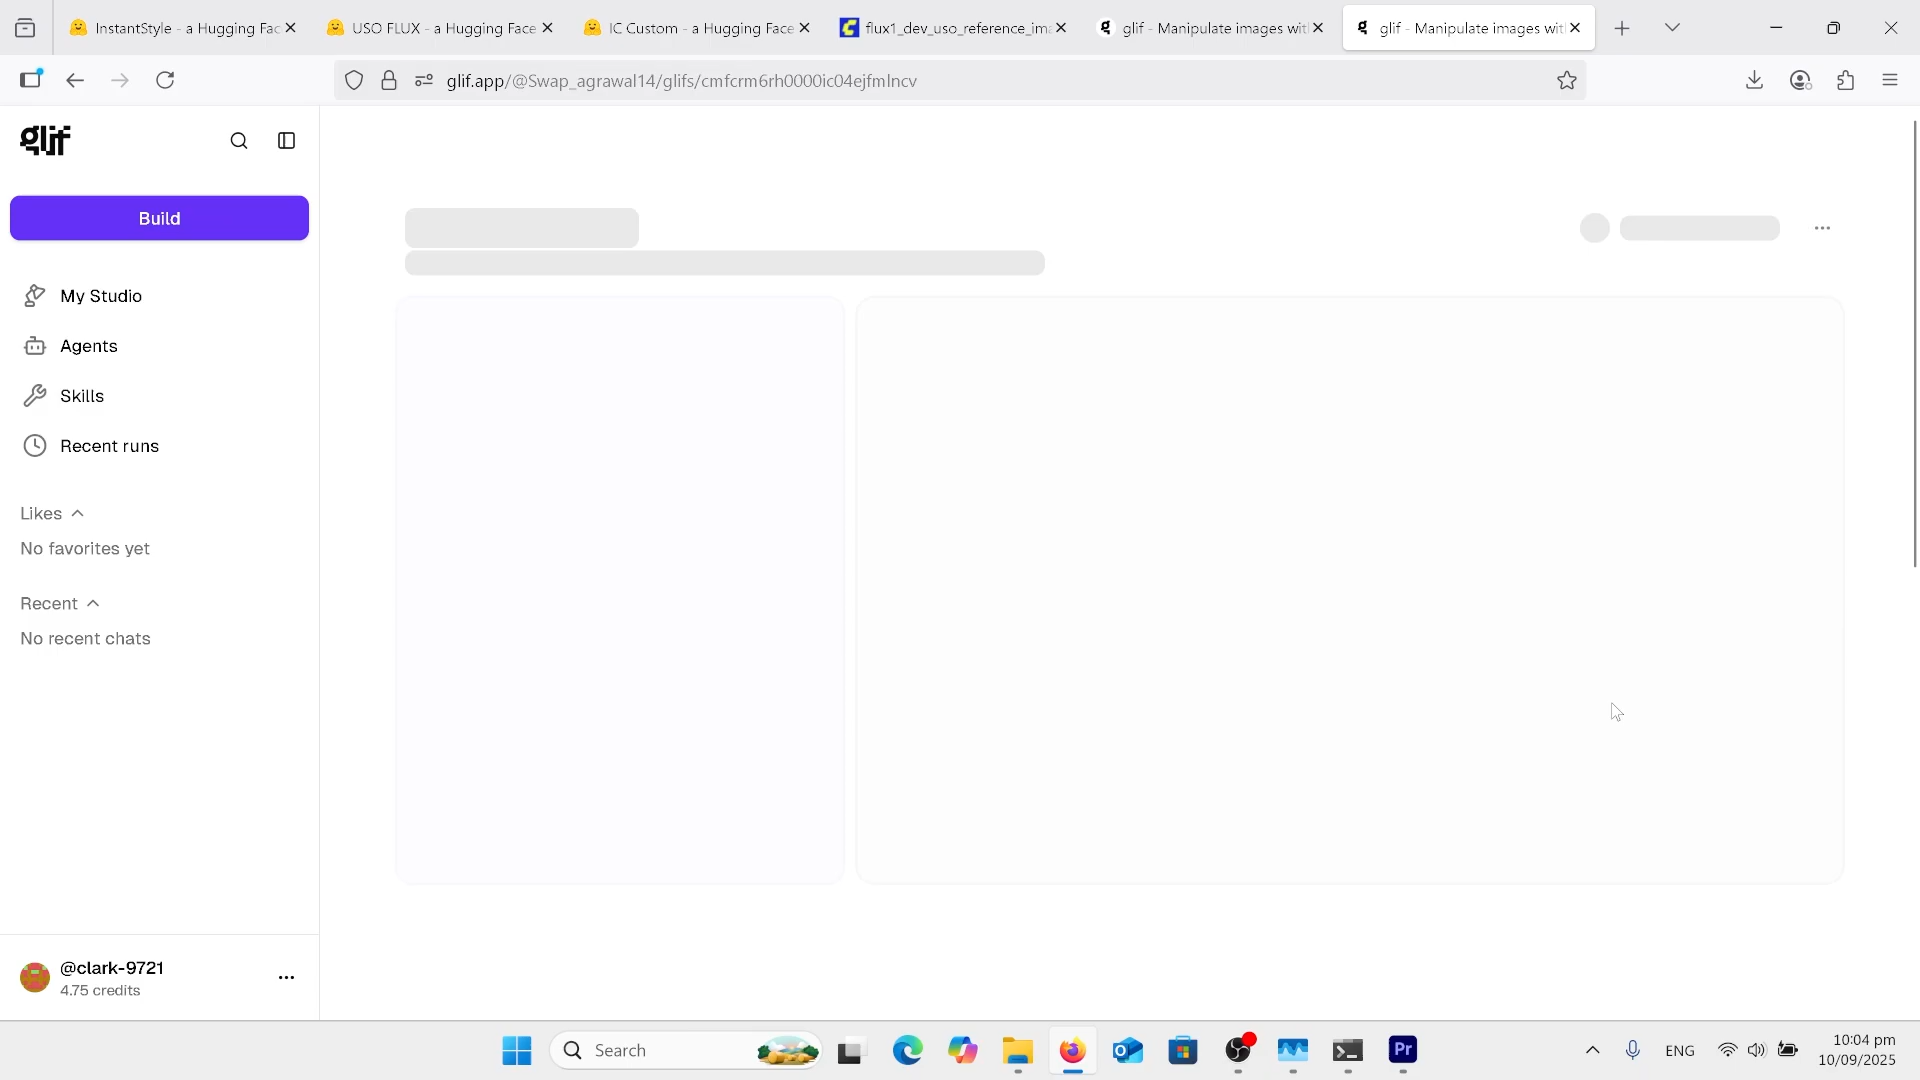 InstantStyle - a Hugging Fac
USO FLUX - a Hugging Face
IC Custom - a Hugging Face
flux1_dev_uso_reference_ima
glif - Manipulate images wit
glif - Manipulate images wit
glif.app/@Swap_agrawal14/glifs/cmfcrm6rh0000ic04ejfmlncv
glif
Build
My Studio
Agents
Skills
Recent runs
Likes
No favorites yet
Recent
No recent chats
@clark-9721
4.75 credits
Search
Pr
ENG
10:04 pm
10/09/2025